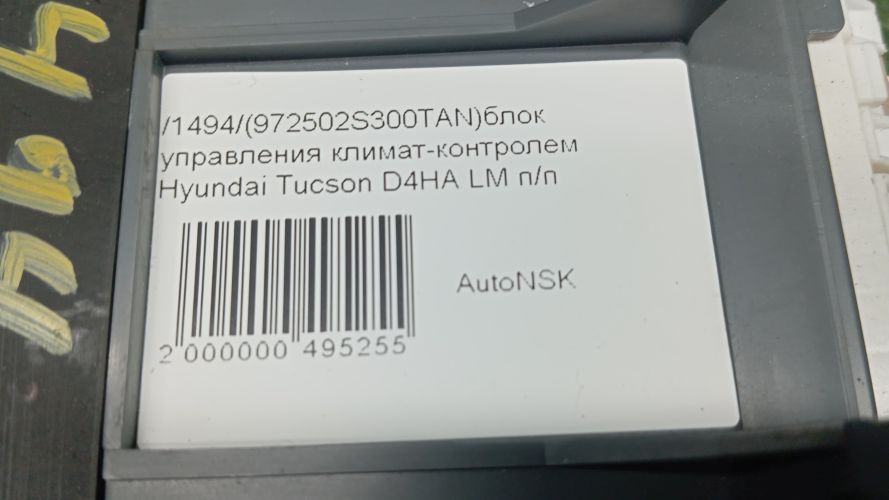 /1494/(972502S300TAN)блок
управления климат-контролем
Hyundai Tucson D4HA LM п/п
AutoNSK
2 000000 495255